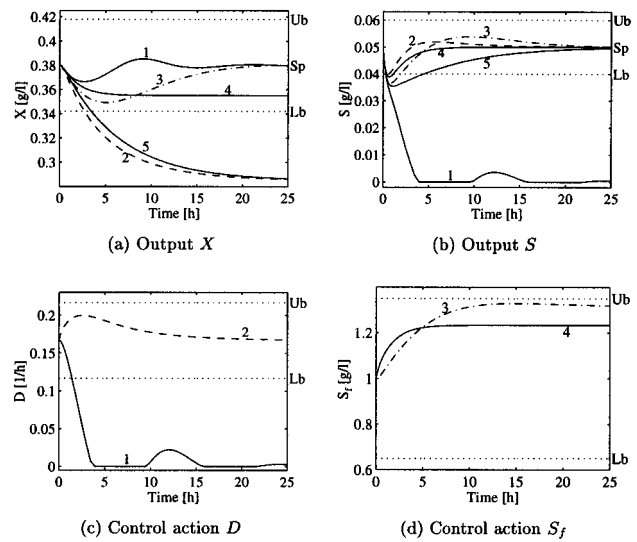 0.42
0.4
0.38
0.36
0.34
0.32
0.3
X [g/l]
Ub
Sp
Lb
1
3
4
5
2
0 5 10 15 20 25
Time [h]
(a) Output X
0.06
0.05
0.04
0.03
0.02
0.01
0
S [g/l]
Ub
Sp
Lb
2
3
4
5
1
0 5 10 15 20 25
Time [h]
(b) Output S
0.2
0.15
0.1
0.05
0
D [1/h]
Ub
Lb
2
1
0 5 10 15 20 25
Time [h]
(c) Control action D
1.2
1
0.8
0.6
Sf [g/l]
Ub
Lb
3
4
0 5 10 15 20 25
Time [h]
(d) Control action Sf